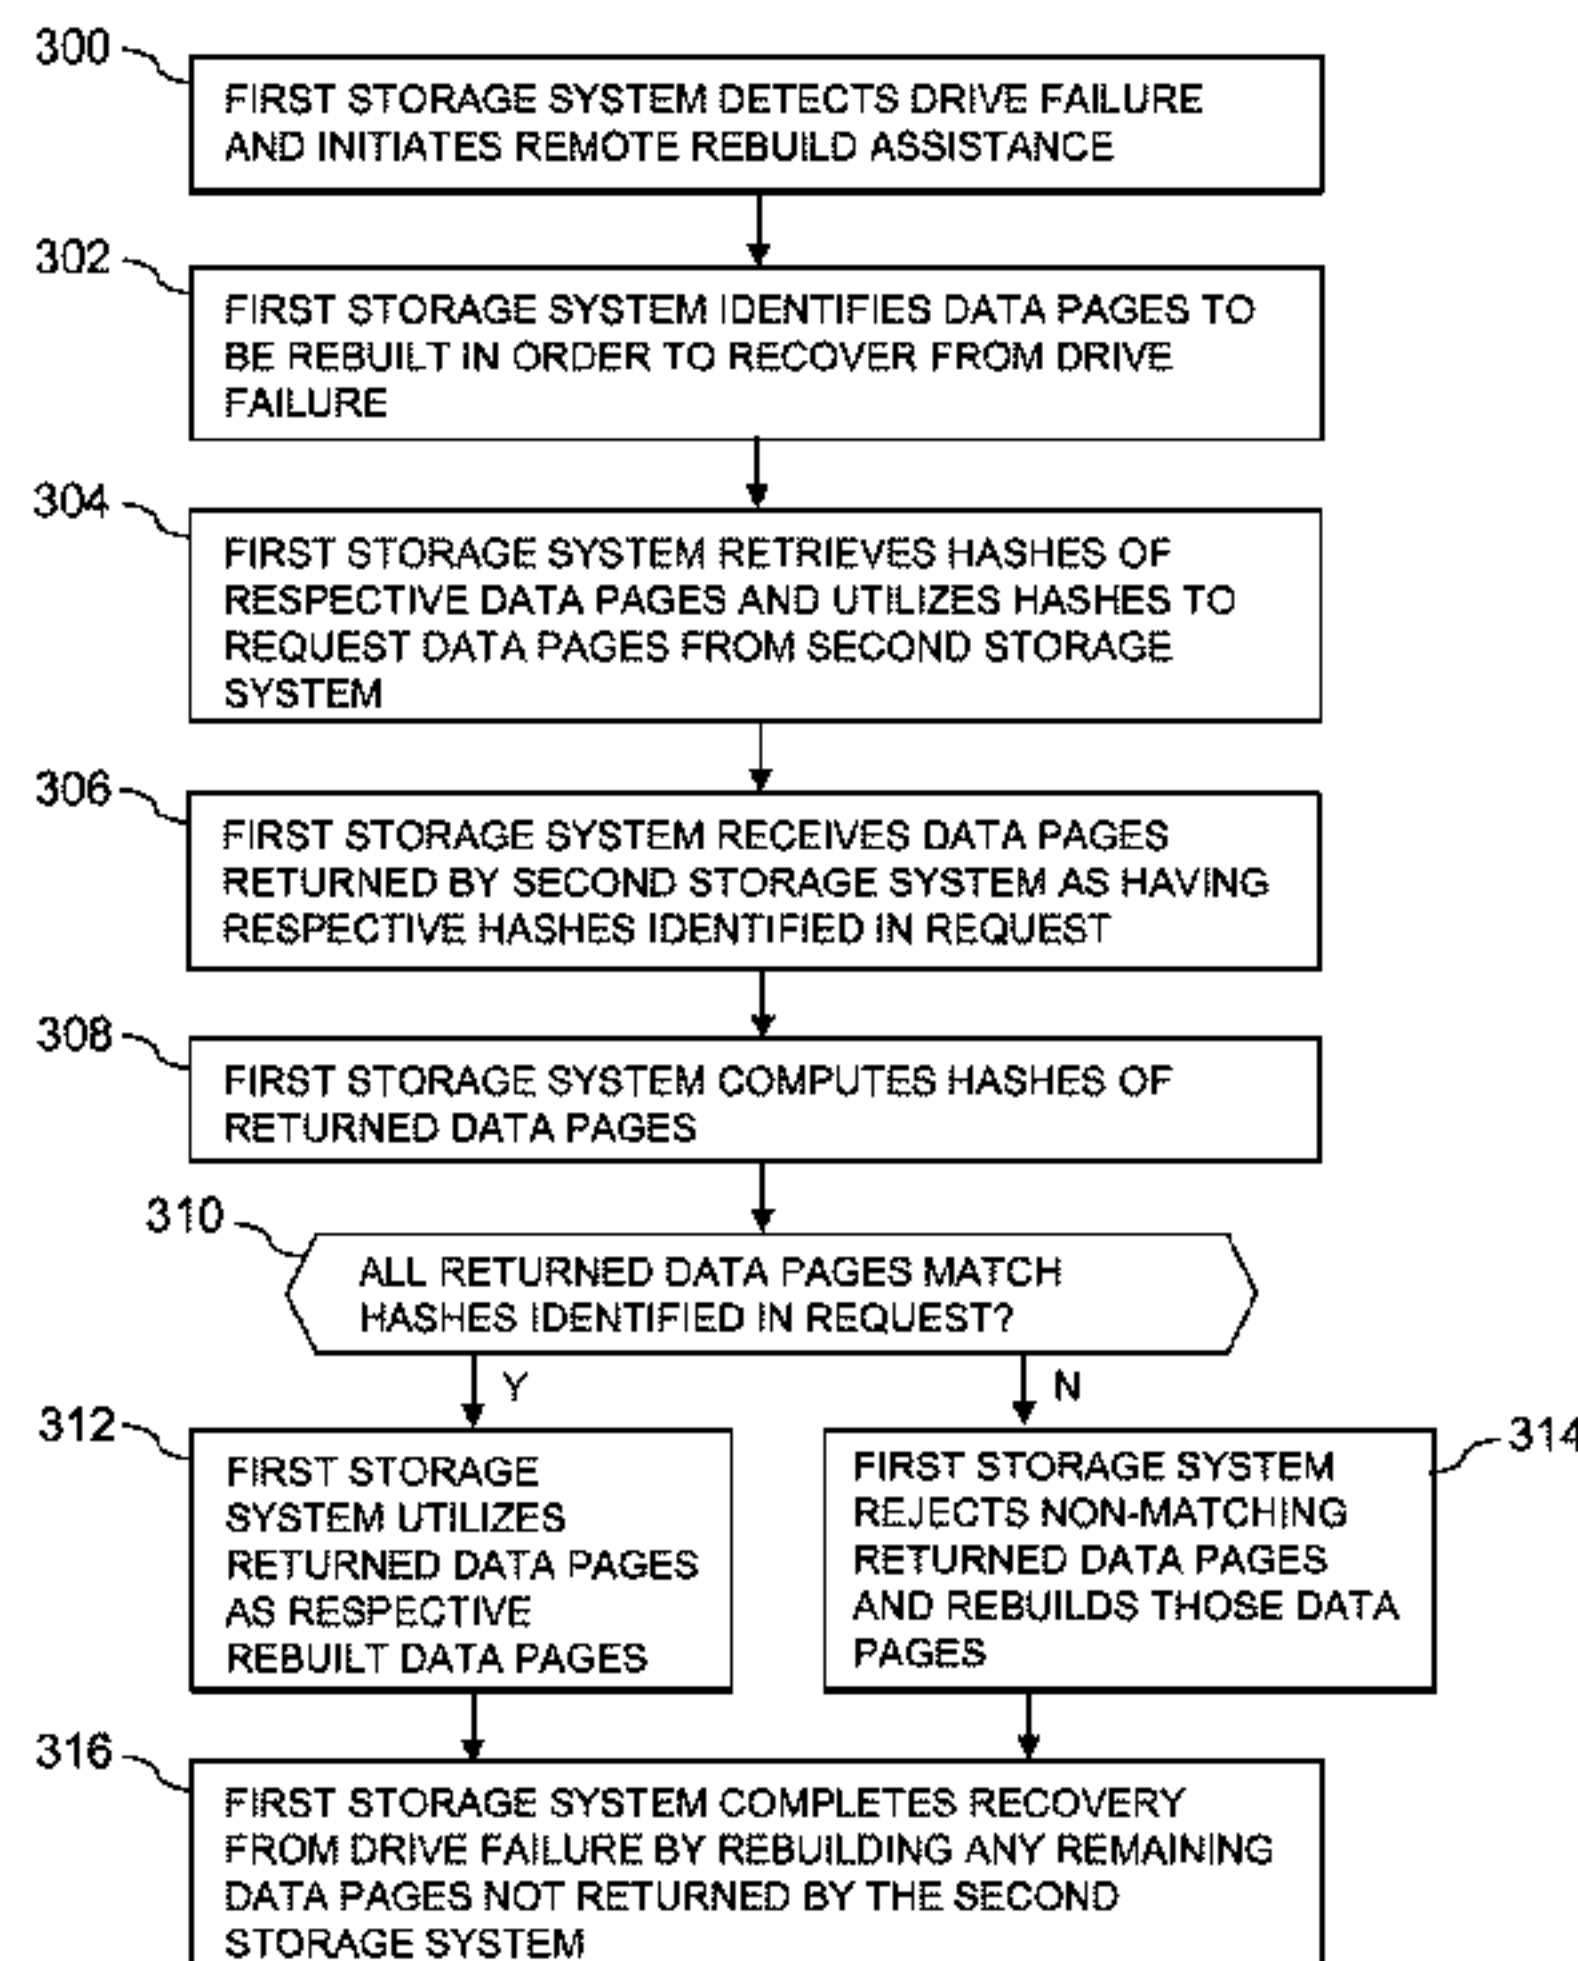 300
FIRST STORAGE SYSTEM DETECTS DRIVE FAILURE
AND INITIATES REMOTE REBUILD ASSISTANCE
302
FIRST STORAGE SYSTEM IDENTIFIES DATA PAGES TO
BE REBUILT IN ORDER TO RECOVER FROM DRIVE
FAILURE
304
FIRST STORAGE SYSTEM RETRIEVES HASHES OF
RESPECTIVE DATA PAGES AND UTILIZES HASHES TO
REQUEST DATA PAGES FROM SECOND STORAGE
SYSTEM
306
FIRST STORAGE SYSTEM RECEIVES DATA PAGES
RETURNED BY SECOND STORAGE SYSTEM AS HAVING
RESPECTIVE HASHES IDENTIFIED IN REQUEST
308
FIRST STORAGE SYSTEM COMPUTES HASHES OF
RETURNED DATA PAGES
310
ALL RETURNED DATA PAGES MATCH
HASHES IDENTIFIED IN REQUEST?
Y
N
312
FIRST STORAGE
SYSTEM UTILIZES
RETURNED DATA PAGES
AS RESPECTIVE
REBUILT DATA PAGES
314
FIRST STORAGE SYSTEM
REJECTS NON-MATCHING
RETURNED DATA PAGES
AND REBUILDS THOSE DATA
PAGES
316
FIRST STORAGE SYSTEM COMPLETES RECOVERY
FROM DRIVE FAILURE BY REBUILDING ANY REMAINING
DATA PAGES NOT RETURNED BY THE SECOND
STORAGE SYSTEM